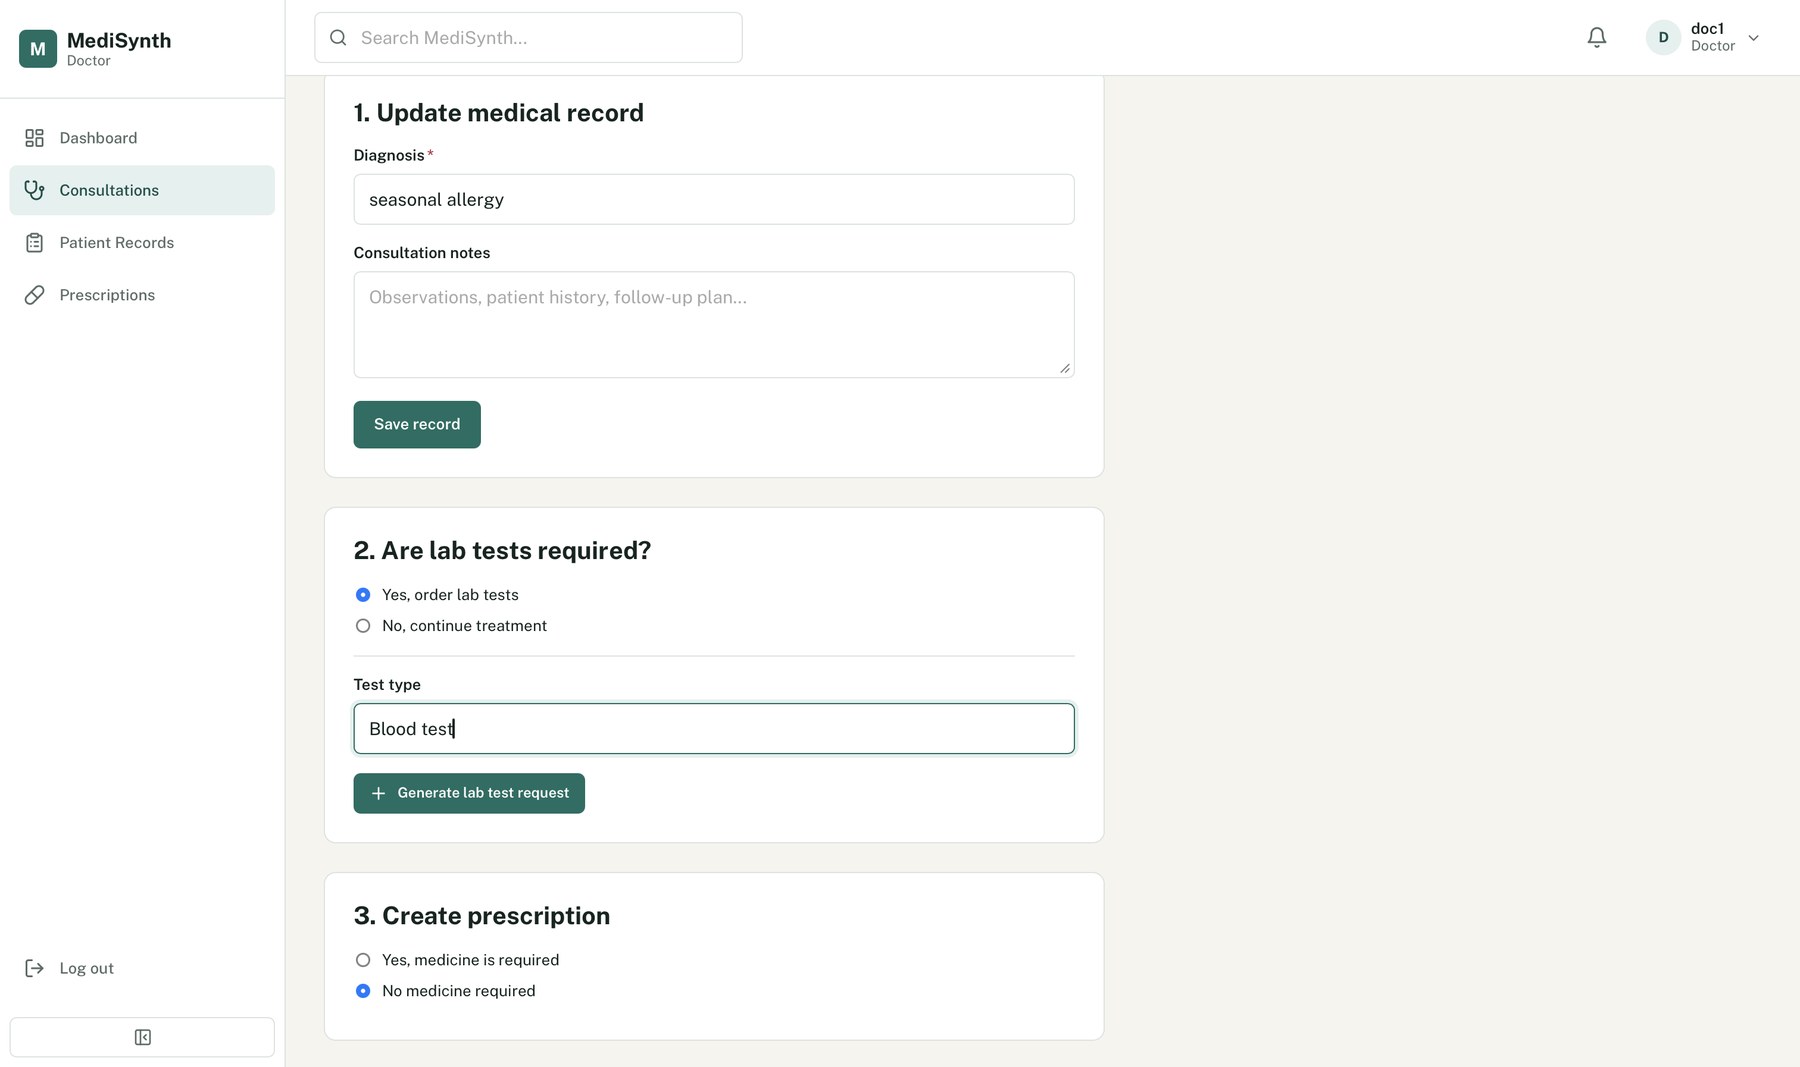 M
MediSynth
Doctor
Search MediSynth...
D
doc1
Doctor
Dashboard
Consultations
Patient Records
Prescriptions
Log out
1. Update medical record
Diagnosis*
seasonal allergy
Consultation notes
Observations, patient history, follow-up plan...
Save record
2. Are lab tests required?
Yes, order lab tests
No, continue treatment
Test type
Blood test
Generate lab test request
3. Create prescription
Yes, medicine is required
No medicine required